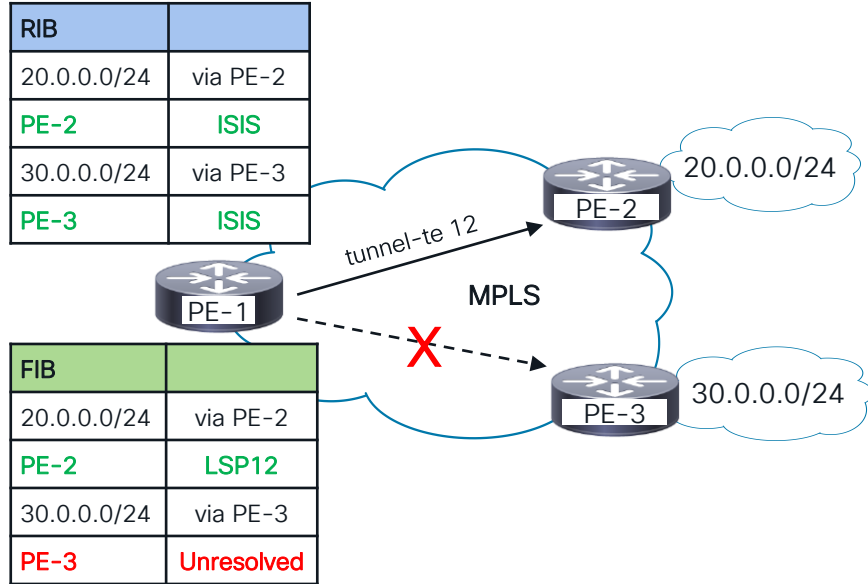 RIB
20.0.0.0/24 via PE-2
PE-2 ISIS
30.0.0.0/24 via PE-3
PE-3 ISIS
20.0.0.0/24
PE-2
tunnel-te 12
MPLS
PE-1
X
FIB
20.0.0.0/24 via PE-2
PE-2 LSP12
30.0.0.0/24 via PE-3
PE-3 Unresolved
30.0.0.0/24
PE-3